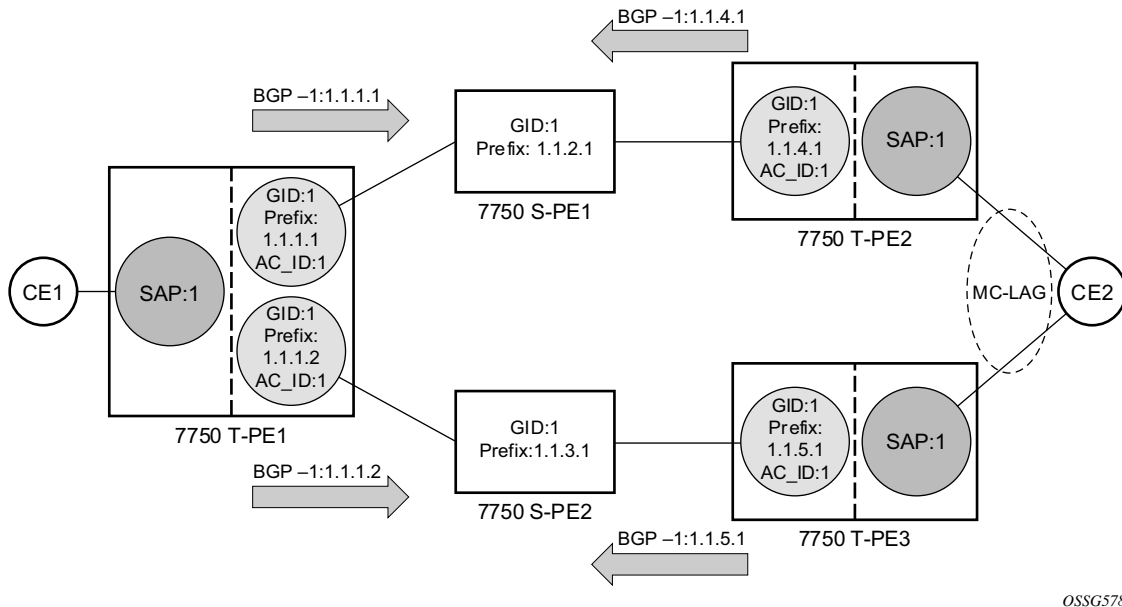 BGP –1:1.1.4.1
BGP –1:1.1.1.1
GID:1
Prefix: 1.1.2.1
7750 S-PE1
GID:1
Prefix:
1.1.4.1
AC_ID:1
SAP:1
7750 T-PE2
CE1
SAP:1
GID:1
Prefix:
1.1.1.1
AC_ID:1
GID:1
Prefix:
1.1.1.2
AC_ID:1
7750 T-PE1
MC-LAG
CE2
BGP –1:1.1.1.2
GID:1
Prefix:1.1.3.1
7750 S-PE2
GID:1
Prefix:
1.1.5.1
AC_ID:1
SAP:1
7750 T-PE3
BGP –1:1.1.5.1
OSSG578